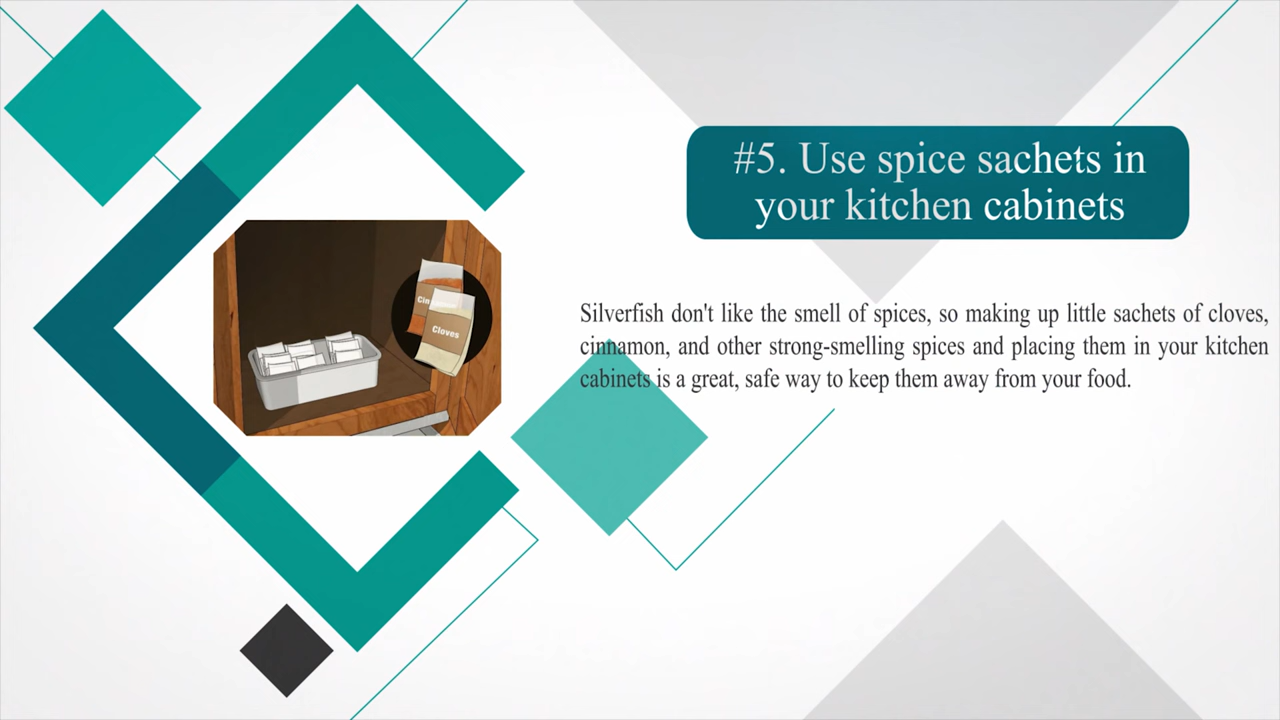 #5. Use spice sachets in
your kitchen cabinets
Silverfish don't like the smell of spices, so making up little sachets of cloves,
cinnamon, and other strong-smelling spices and placing them in your kitchen
cabinets is a great, safe way to keep them away from your food.
Cloves